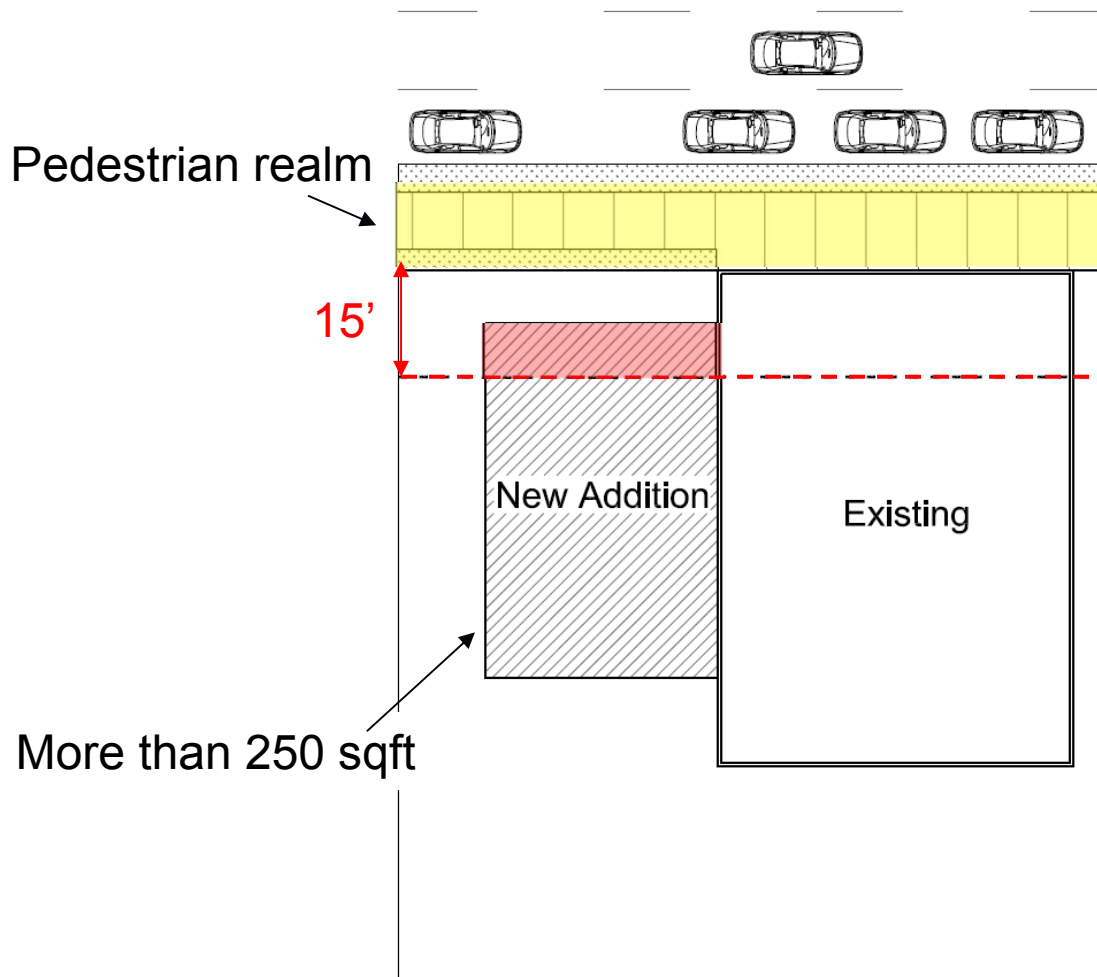 Pedestrian realm
15’
New Addition
Existing
More than 250 sqft